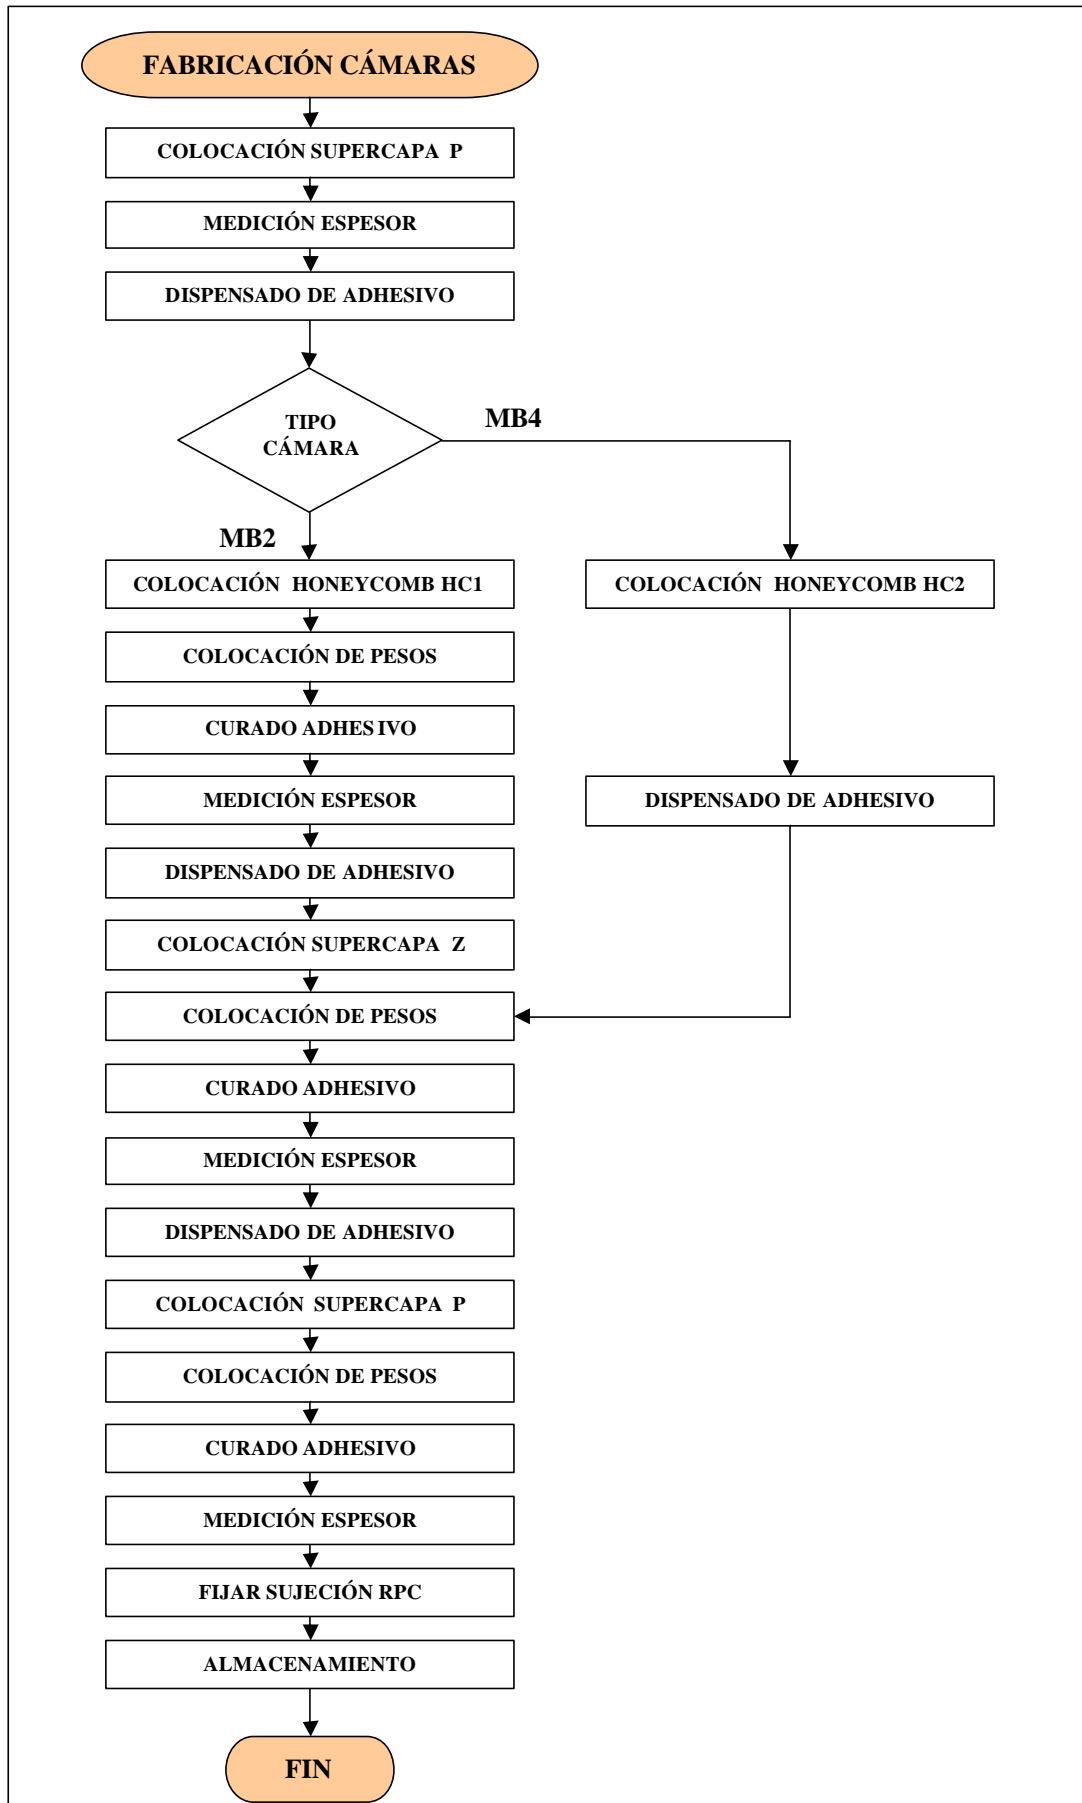 FABRICACIÓN CÁMARAS
COLOCACIÓN SUPERCAPA P
MEDICIÓN ESPESOR
DISPENSADO DE ADHESIVO
TIPO
CÁMARA
MB4
MB2
COLOCACIÓN HONEYCOMB HC1
COLOCACIÓN HONEYCOMB HC2
COLOCACIÓN DE PESOS
CURADO ADHESIVO
MEDICIÓN ESPESOR
DISPENSADO DE ADHESIVO
DISPENSADO DE ADHESIVO
COLOCACIÓN SUPERCAPA Z
COLOCACIÓN DE PESOS
CURADO ADHESIVO
MEDICIÓN ESPESOR
DISPENSADO DE ADHESIVO
COLOCACIÓN SUPERCAPA P
COLOCACIÓN DE PESOS
CURADO ADHESIVO
MEDICIÓN ESPESOR
FIJAR SUJECIÓN RPC
ALMACENAMIENTO
FIN